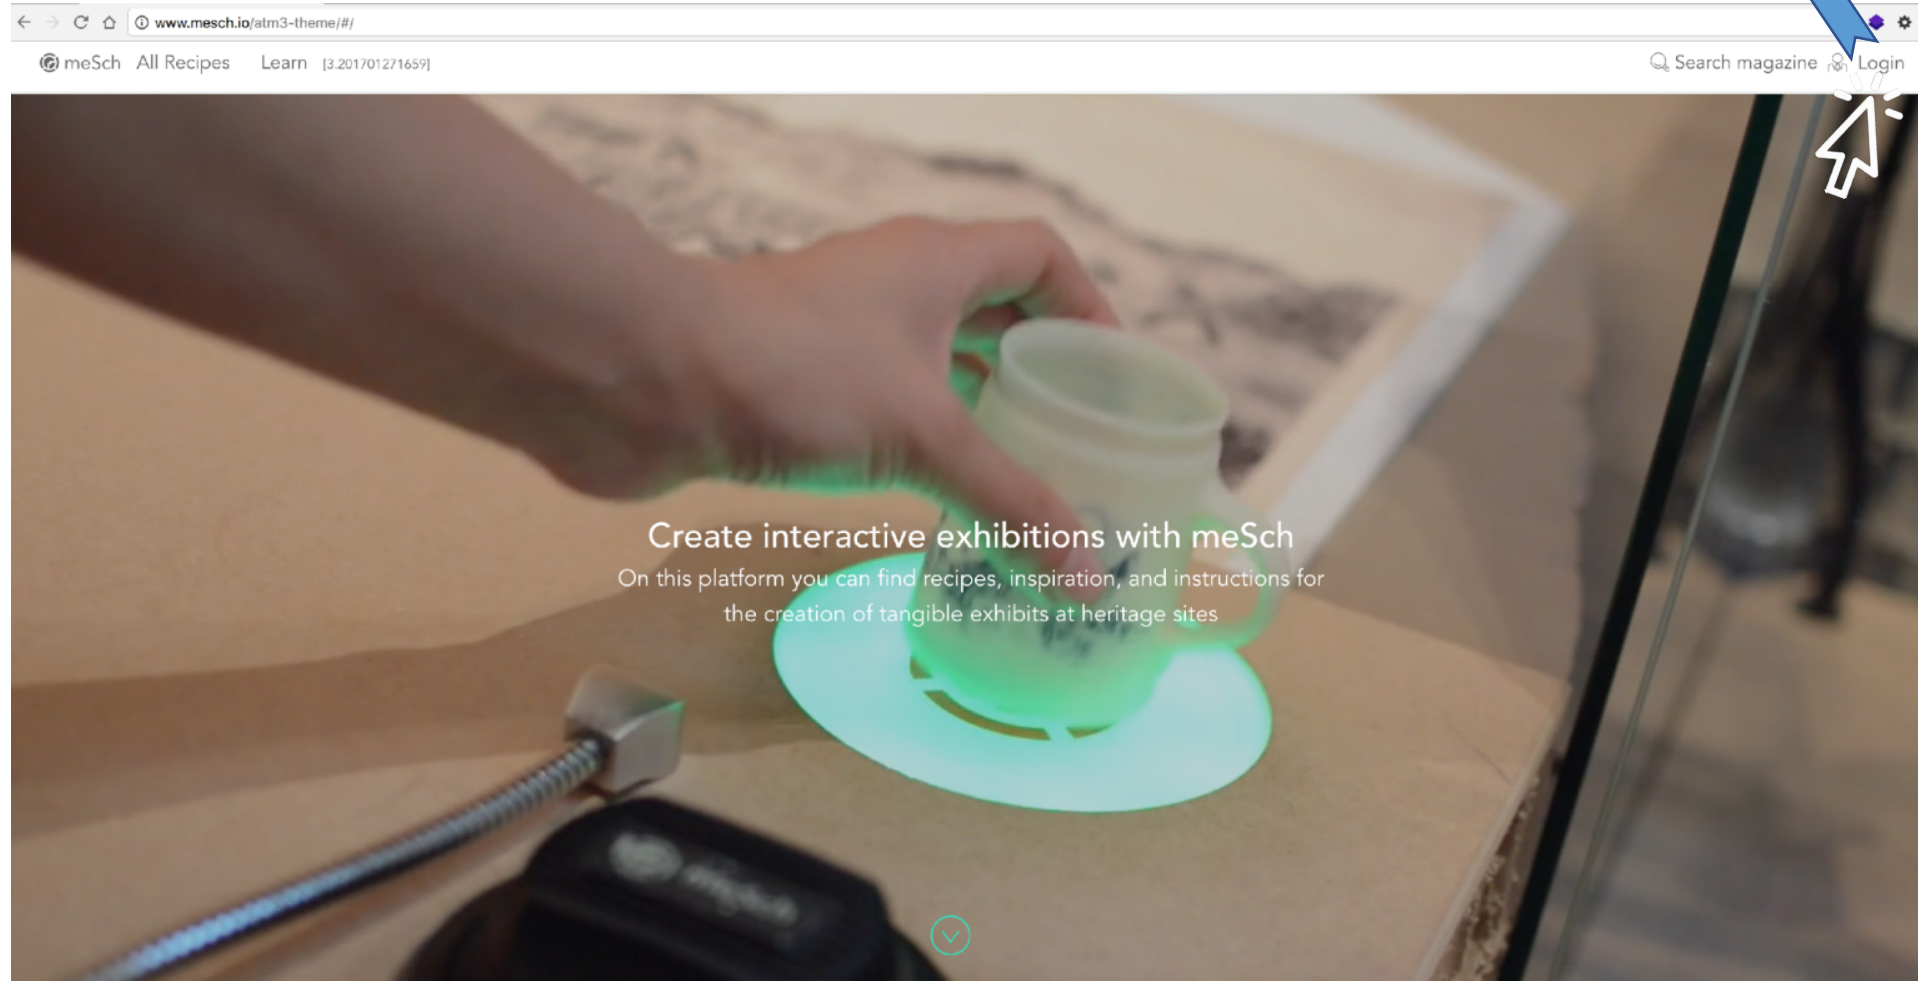 www.mesch.io/atm3-theme/#/
meSch All Recipes Learn [3.201701271659] Search magazine Login
Create interactive exhibitions with meSch
On this platform you can find recipes, inspiration, and instructions for
the creation of tangible exhibits at heritage sites